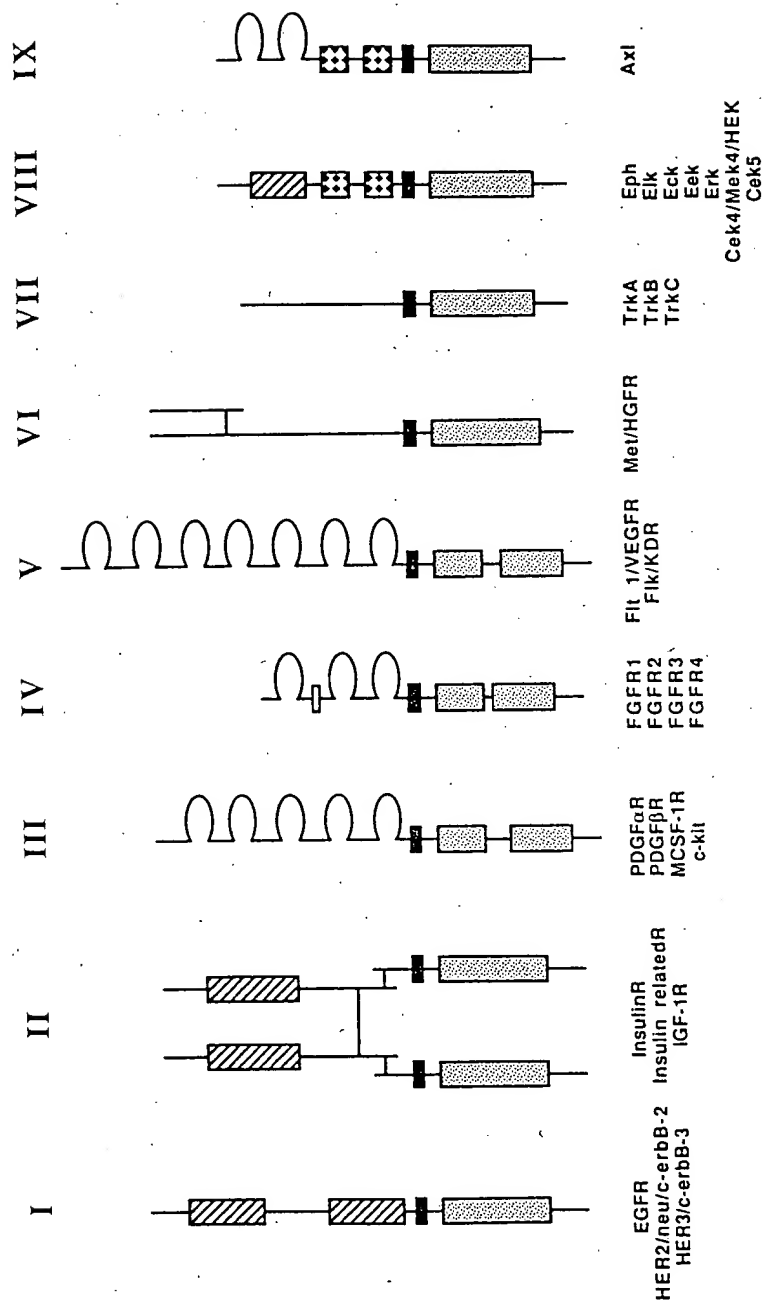 I
EGFR
HER2/neu/c-erbB-2
HER3/c-erbB-3
II
InsulinR
Insulin relatedR
IGF-1R
III
PDGFαR
PDGFβR
MCSF-1R
c-kit
IV
FGFR1
FGFR2
FGFR3
FGFR4
V
Flt 1/VEGFR
Flk/KDR
VI
Met/HGFR
VII
TrkA
TrkB
TrkC
VIII
Eph
Elk
Eck
Eek
Erk
Cek4/Mek4/HEK
Cek5
IX
Axl